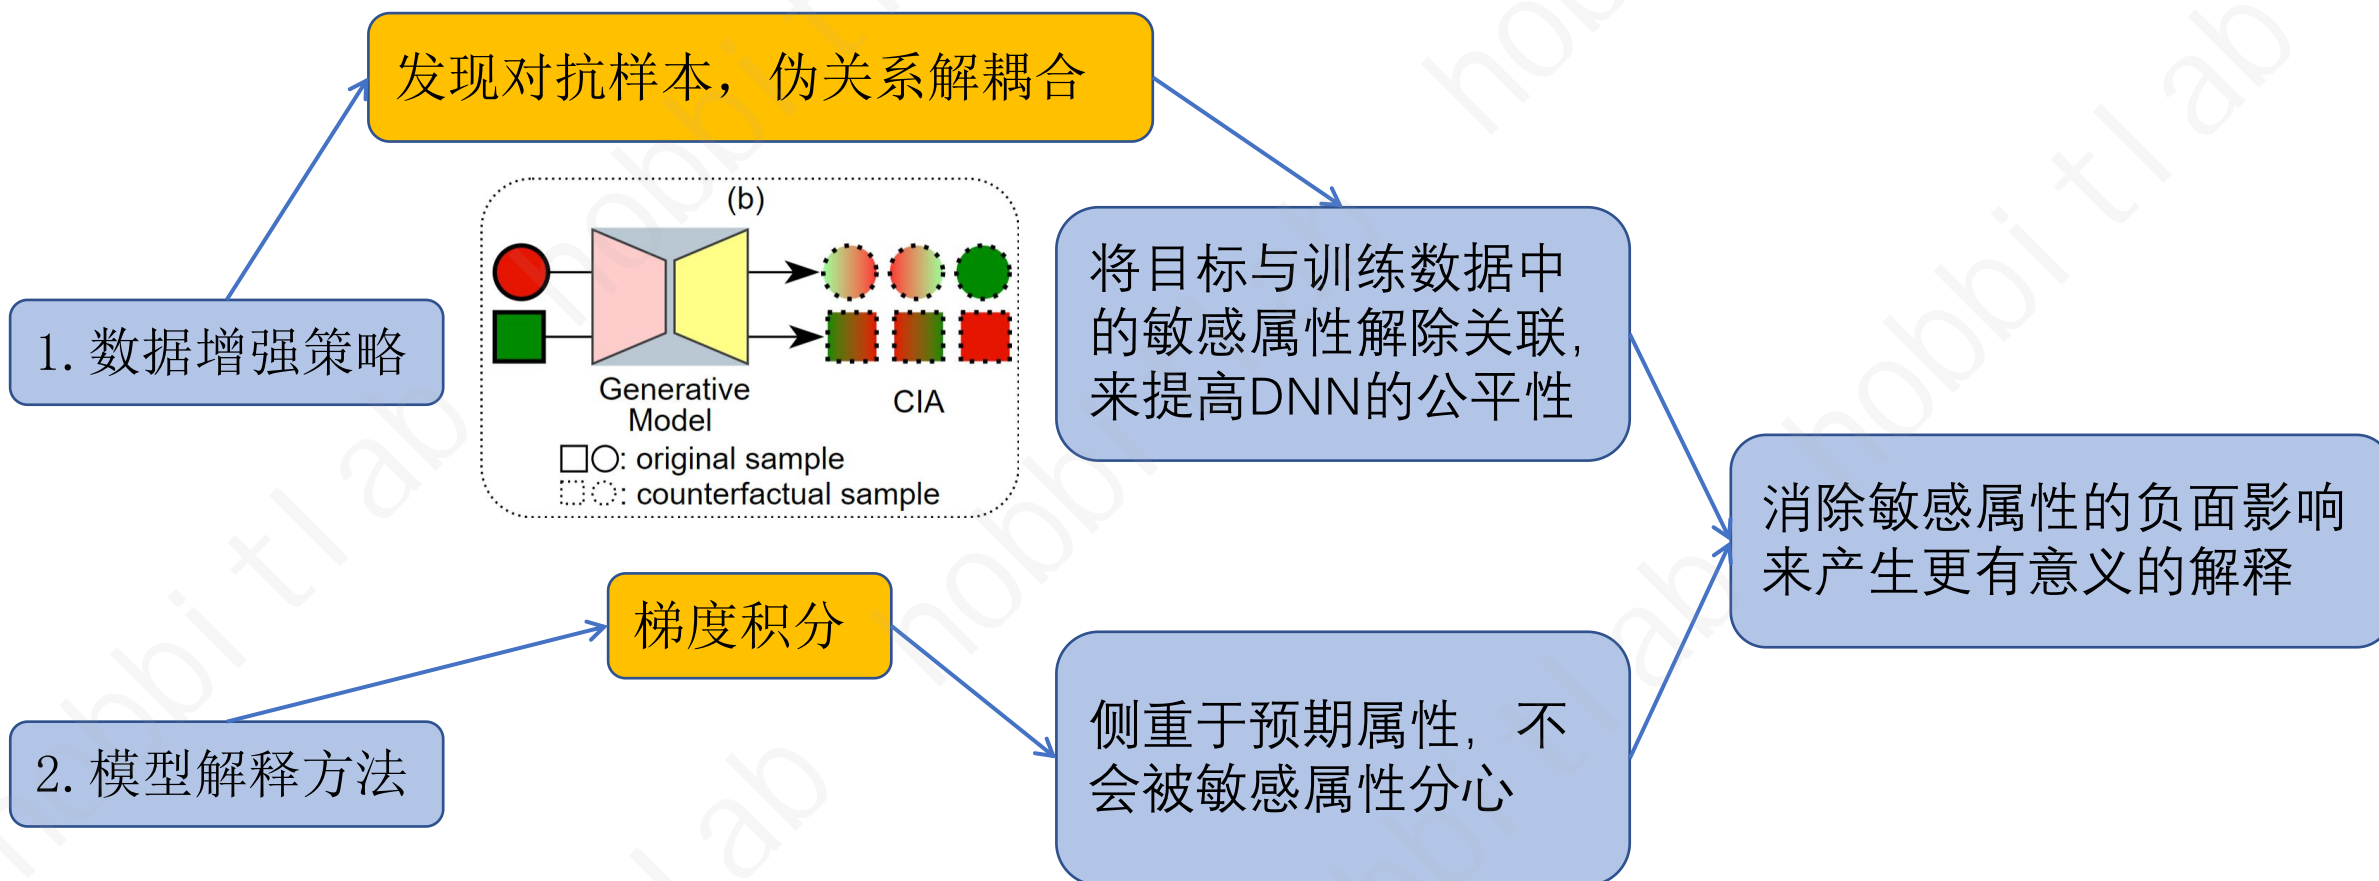 发现对抗样本，伪关系解耦合
(b)
Generative
Model
CIA
: original sample
: counterfactual sample
1. 数据增强策略
将目标与训练数据中
的敏感属性解除关联,
来提高DNN的公平性
消除敏感属性的负面影响
来产生更有意义的解释
梯度积分
2. 模型解释方法
侧重于预期属性, 不
会被敏感属性分心
hobbitlab
hobbitlab
hobbitlab
hobbitlab